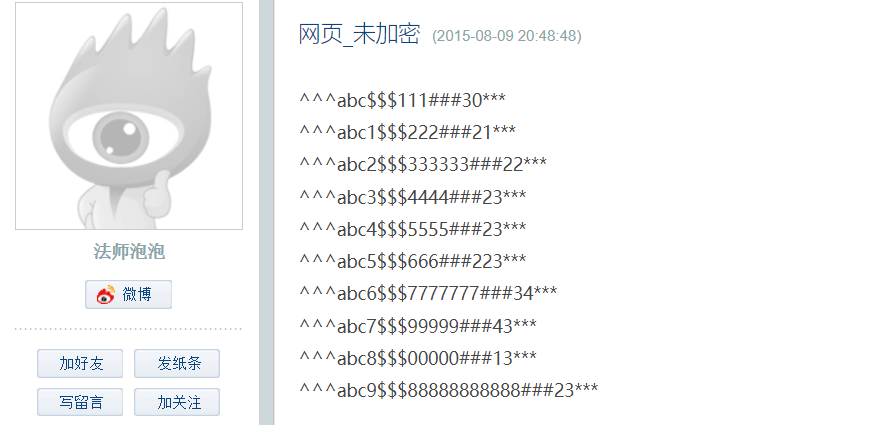 法师泡泡
微博
加好友
发纸条
写留言
加关注
网页_未加密 (2015-08-09 20:48:48)
^^^abc$$$111###30***
^^^abc1$$$222###21***
^^^abc2$$$333333###22***
^^^abc3$$$4444###23***
^^^abc4$$$5555###23***
^^^abc5$$$666###223***
^^^abc6$$$7777777###34***
^^^abc7$$$99999###43***
^^^abc8$$$00000###13***
^^^abc9$$$88888888888###23***